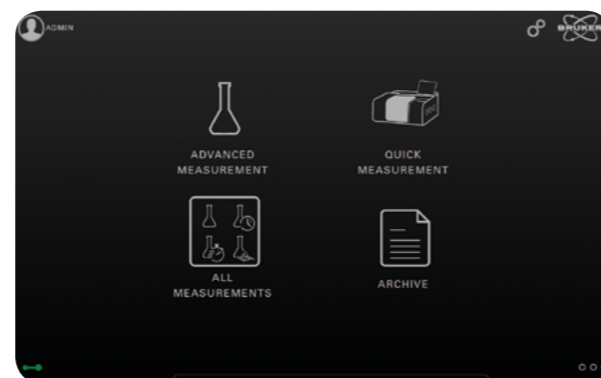 ADMIN
BRUKER
ADVANCED
MEASUREMENT
QUICK
MEASUREMENT
ALL
MEASUREMENTS
ARCHIVE